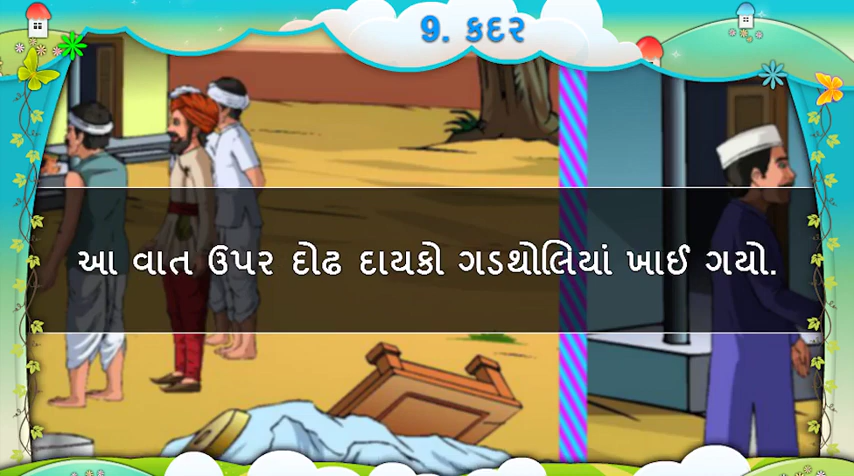 9. કદર
આ વાત ઉપર દોઢ દાયકો ગડથોલિયાં ખાઈ ગયો.